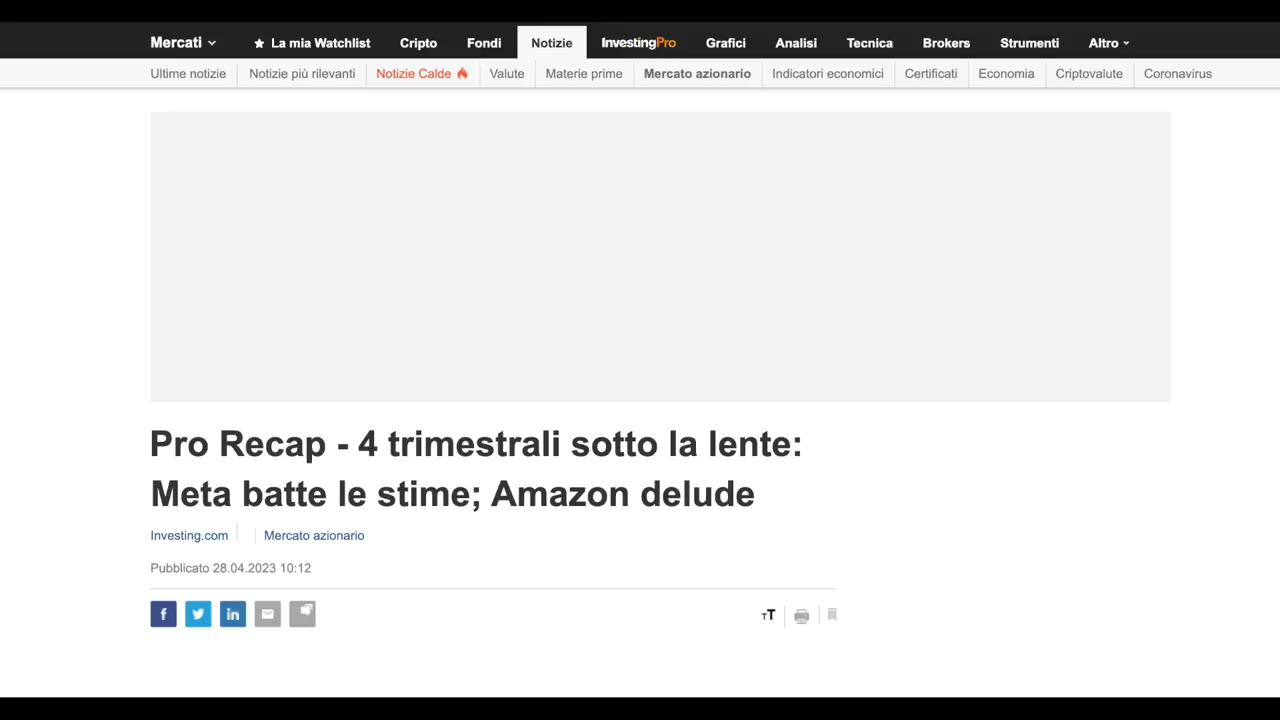 Mercati La mia Watchlist Cripto Fondi Notizie InvestingPro Grafici Analisi Tecnica Brokers Strumenti Altro
Ultime notizie Notizie più rilevanti Notizie Calde Valute Materie prime Mercato azionario Indicatori economici Certificati Economia Criptovalute Coronavirus
Pro Recap - 4 trimestrali sotto la lente:
Meta batte le stime; Amazon delude
Investing.com Mercato azionario
Pubblicato 28.04.2023 10:12
f in TT